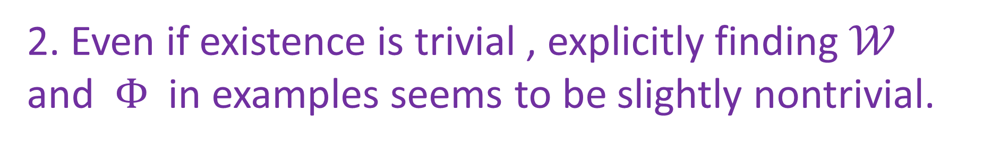 2. Even if existence is trivial , explicitly finding 𝒲
and Φ in examples seems to be slightly nontrivial.